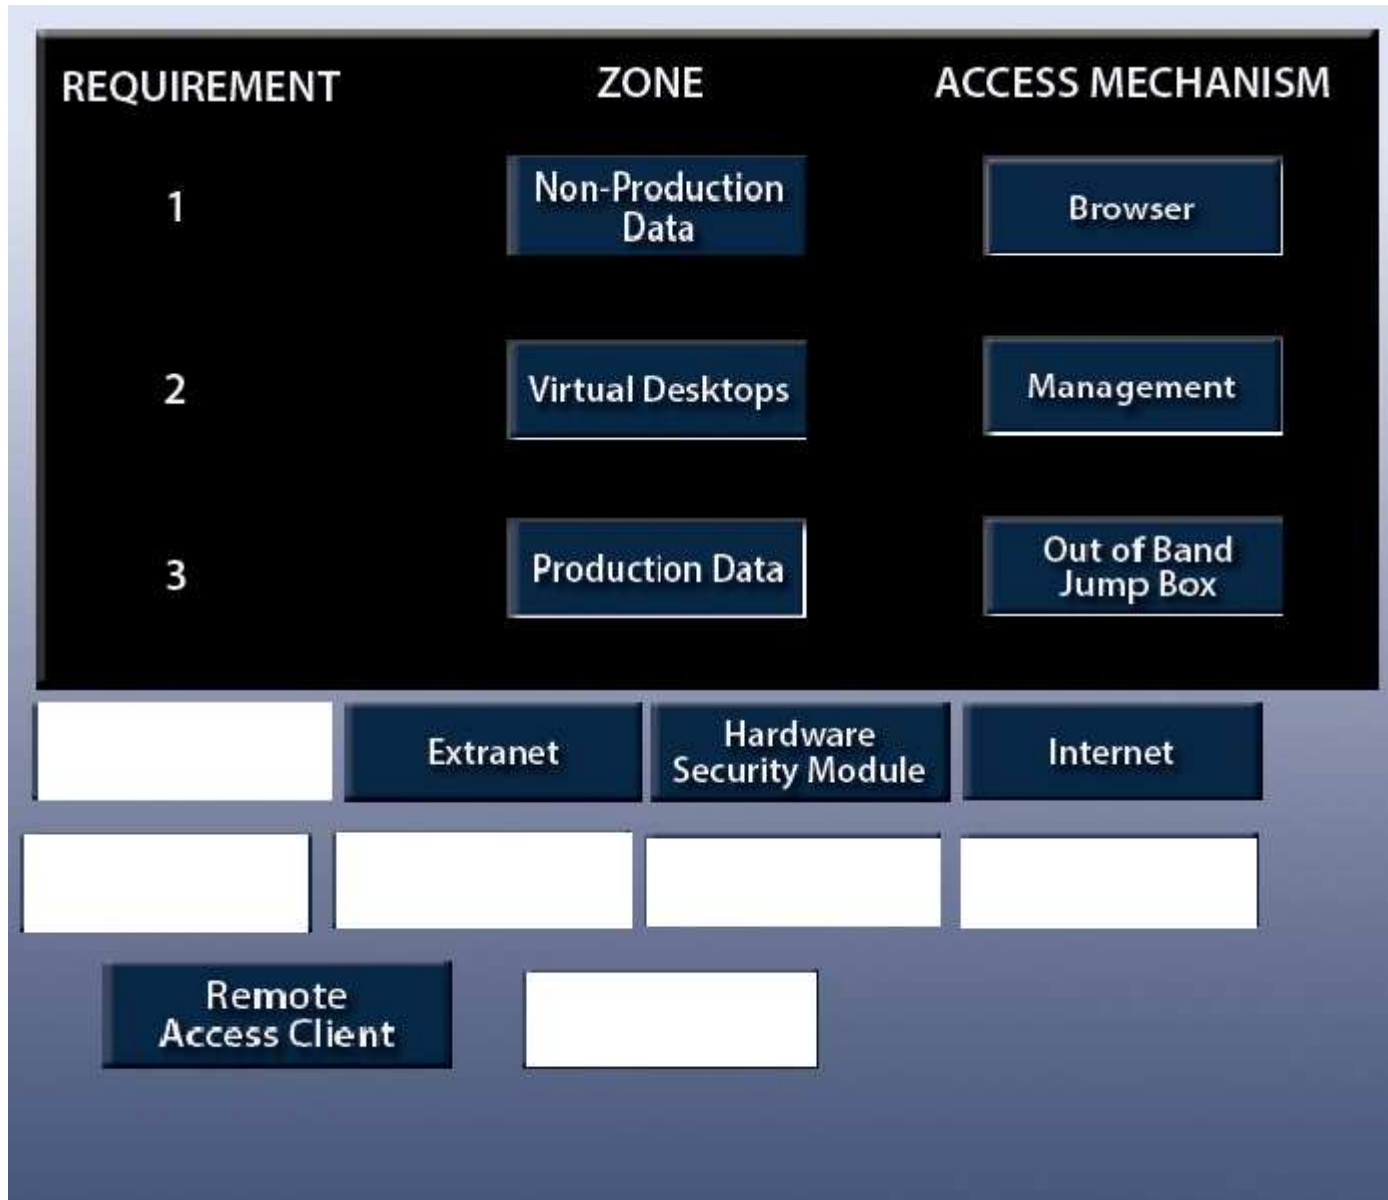 REQUIREMENT ZONE ACCESS MECHANISM
1 Non-Production
Data Browser
2 Virtual Desktops Management
3 Production Data Out of Band
Jump Box
Extranet Hardware
Security Module Internet
Remote
Access Client